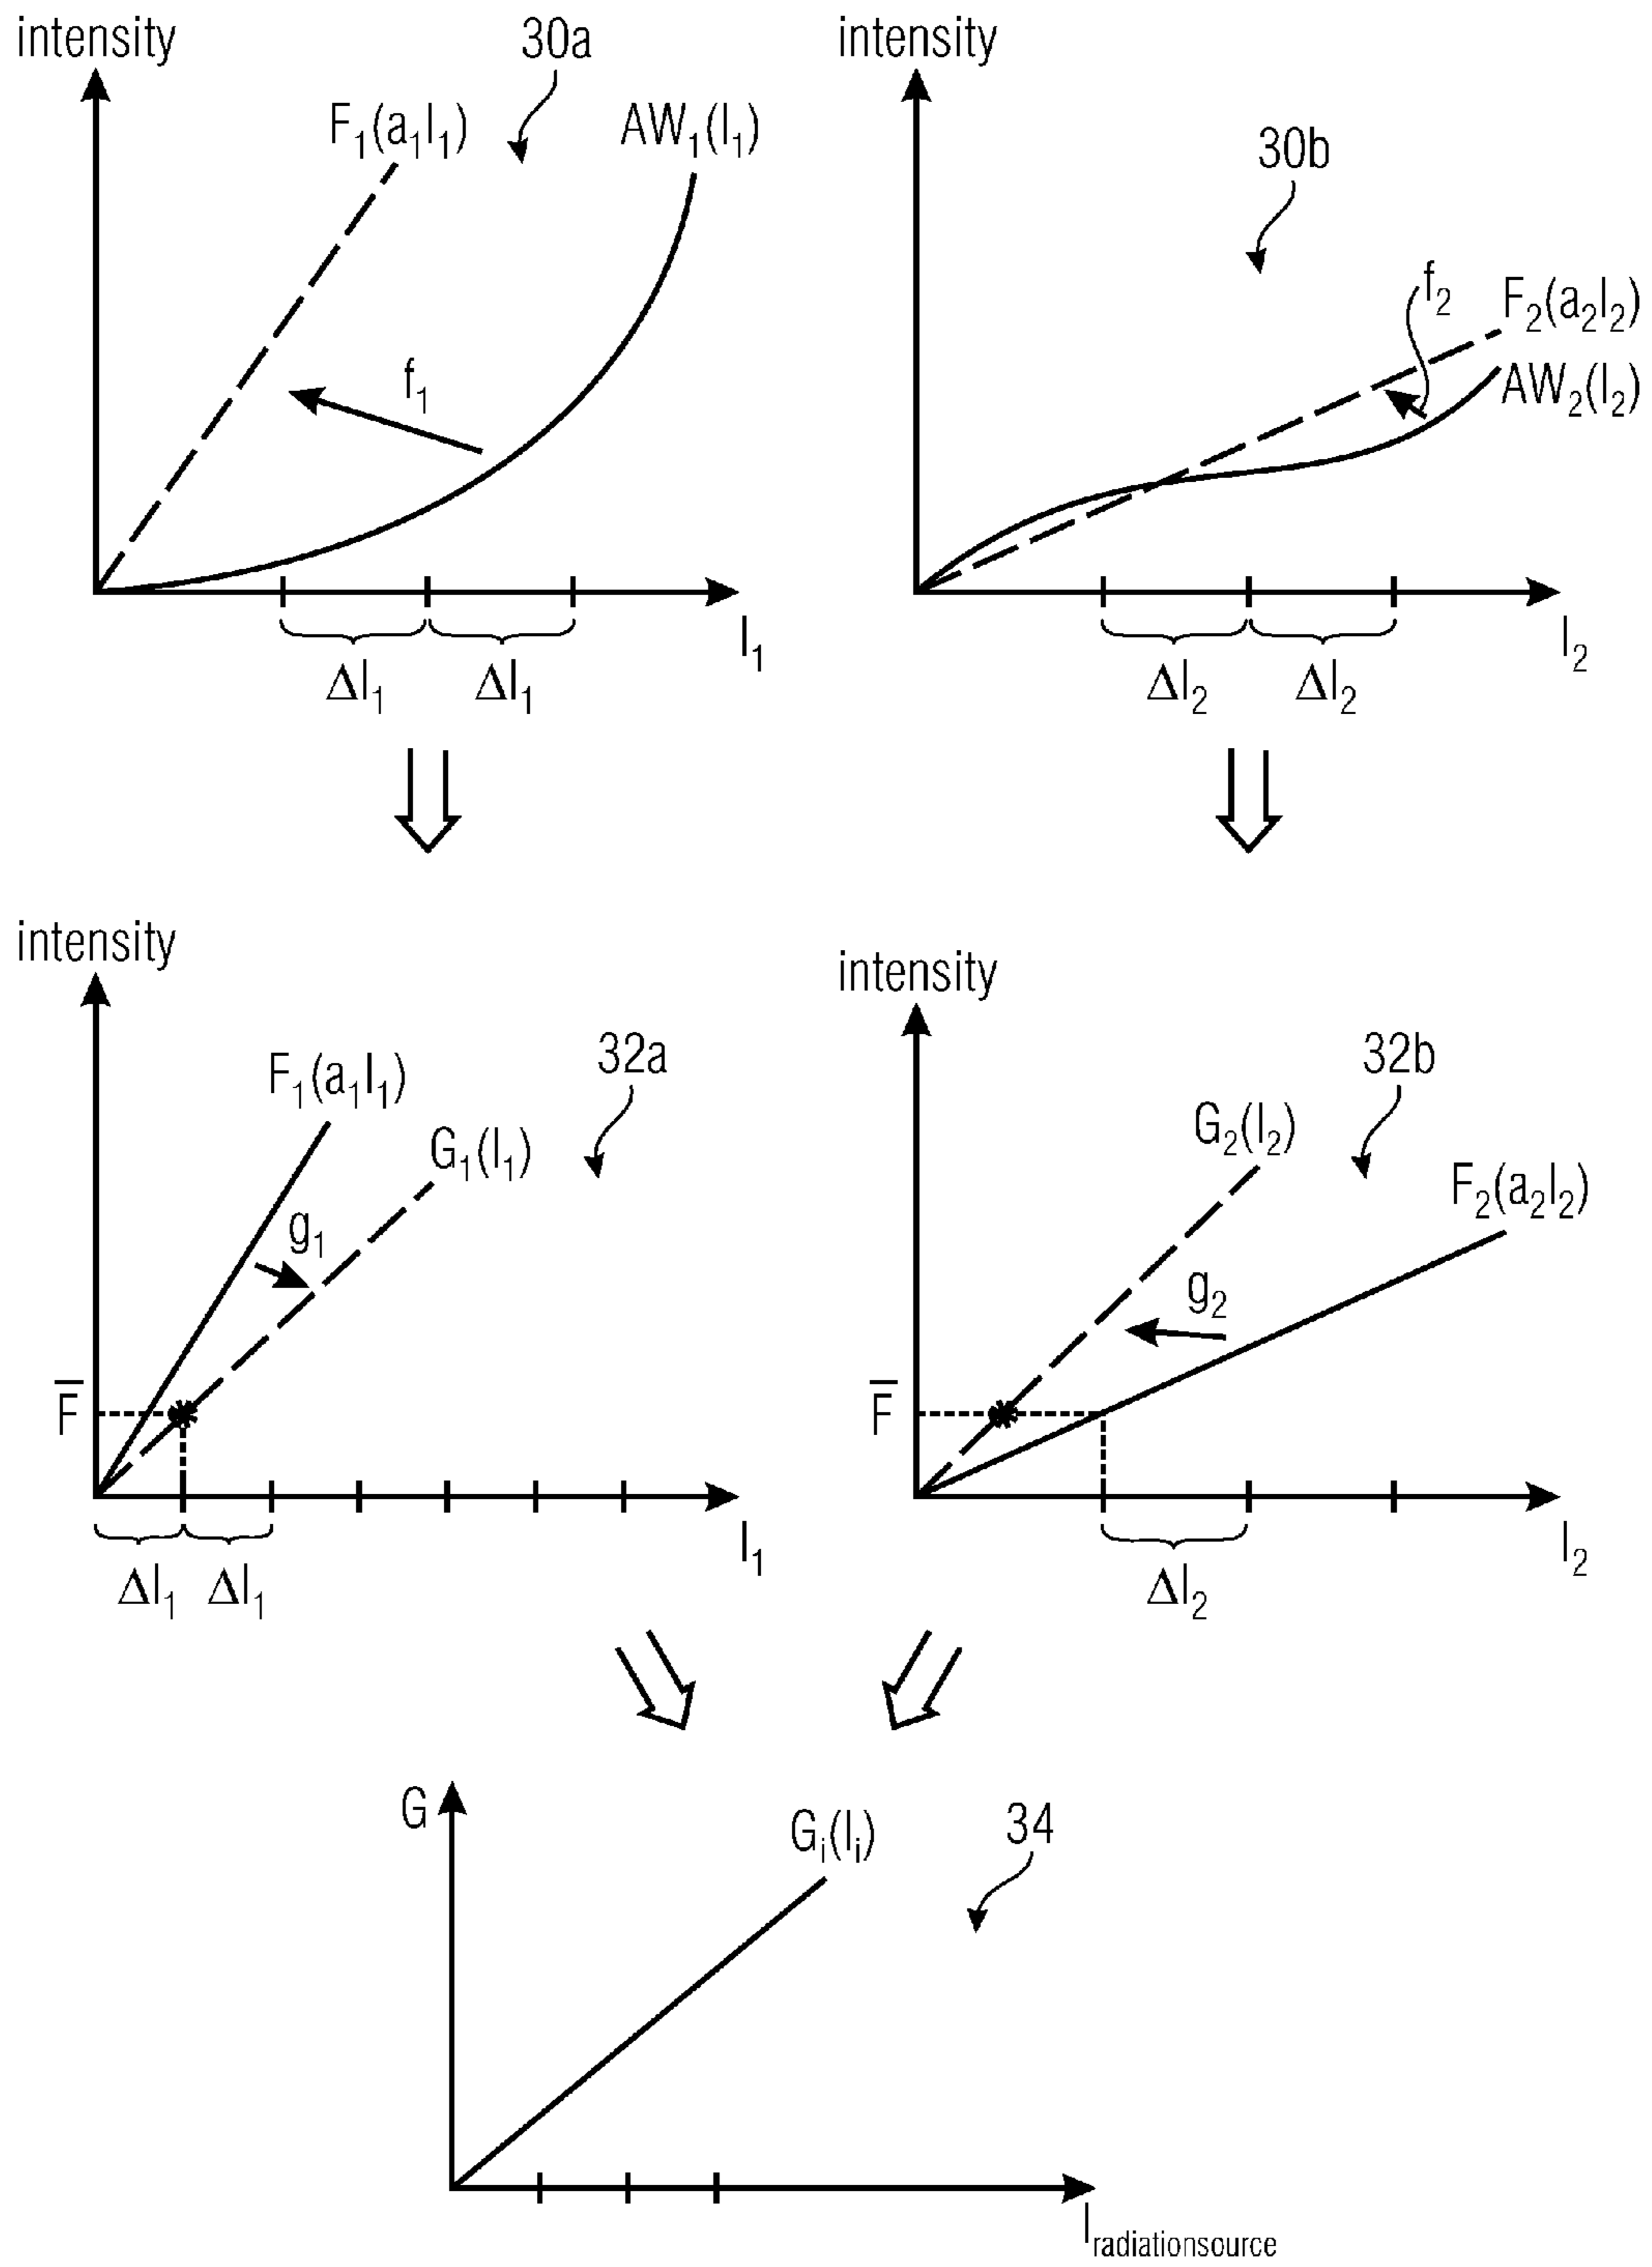 intensity
30a
F₁(a₁I₁)
AW₁(I₁)
f₁
I₁
ΔI₁ ΔI₁
intensity
30b
f₂
F₂(a₂I₂)
AW₂(I₂)
I₂
ΔI₂ ΔI₂
intensity
32a
F₁(a₁I₁)
G₁(I₁)
g₁
F̅
I₁
ΔI₁ ΔI₁
intensity
32b
G₂(I₂)
F₂(a₂I₂)
g₂
F̅
I₂
ΔI₂
G
Gᵢ(Iᵢ)
34
Iradiationsource